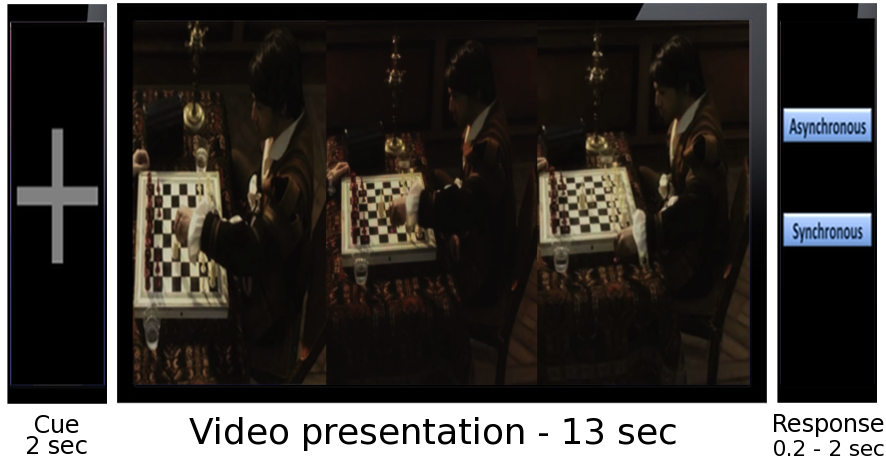 Asynchronous
Synchronous
Cue
2 sec
Video presentation - 13 sec
Response
0.2 - 2 sec